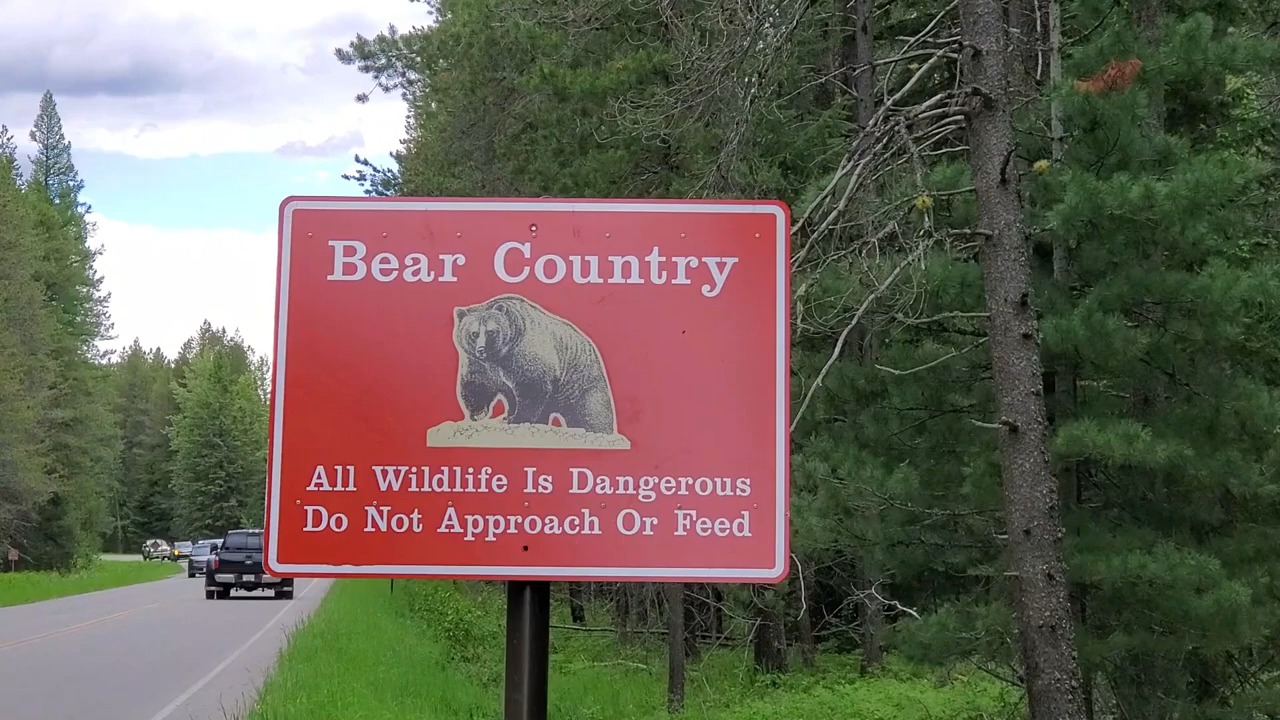 Bear Country
All Wildlife Is Dangerous
Do Not Approach Or Feed